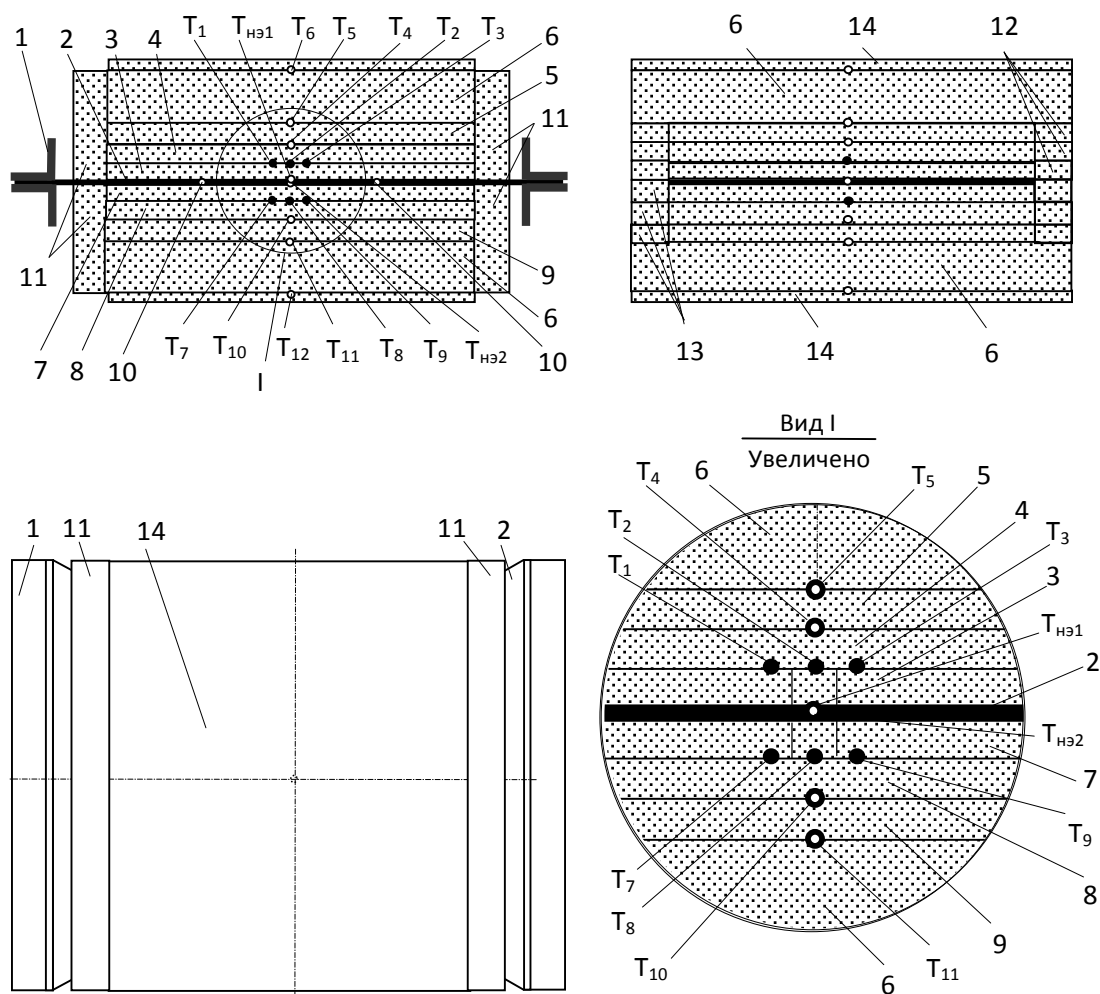 1 2 3 4 T1 Tнэ1 T6 T5 T4 T2 T3 6
5
11
11
7 8 10 T7 T10 T12 T11 T8 T9 Tнэ2 10
9
6
I
6 14 12
13 14 6
Вид I
Увеличено
1 11 14 11 2
T4 6 T5 5
T2 4
T1 T3
3
Tнэ1
2
Tнэ2
7
T7 T9
T8 8
T10 6 T11 9